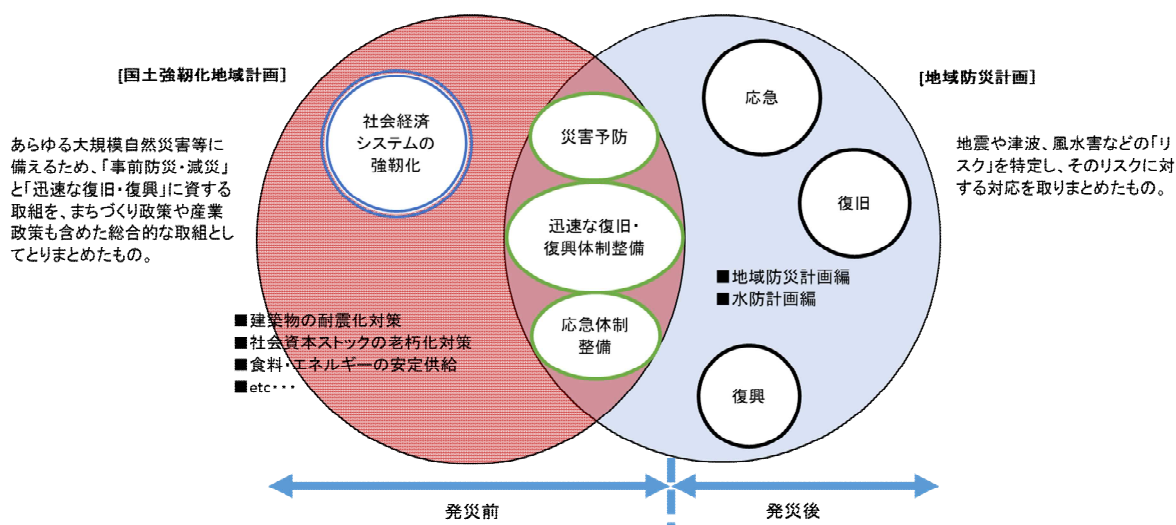 [国土強靭化地域計画]
あらゆる大規模自然災害等に
備えるため、「事前防災・減災」
と「迅速な復旧・復興」に資する
取組を、まちづくり政策や産業
政策も含めた総合的な取組とし
てとりまとめたもの。
社会経済
システムの
強靭化
■建築物の耐震化対策
■社会資本ストックの老朽化対策
■食料・エネルギーの安定供給
■etc・・・
災害予防
迅速な復旧・
復興体制整備
応急体制
整備
[地域防災計画]
応急
復旧
復興
■地域防災計画編
■水防計画編
地震や津波、風水害などの「リ
スク」を特定し、そのリスクに対
する対応を取りまとめたもの。
発災前
発災後